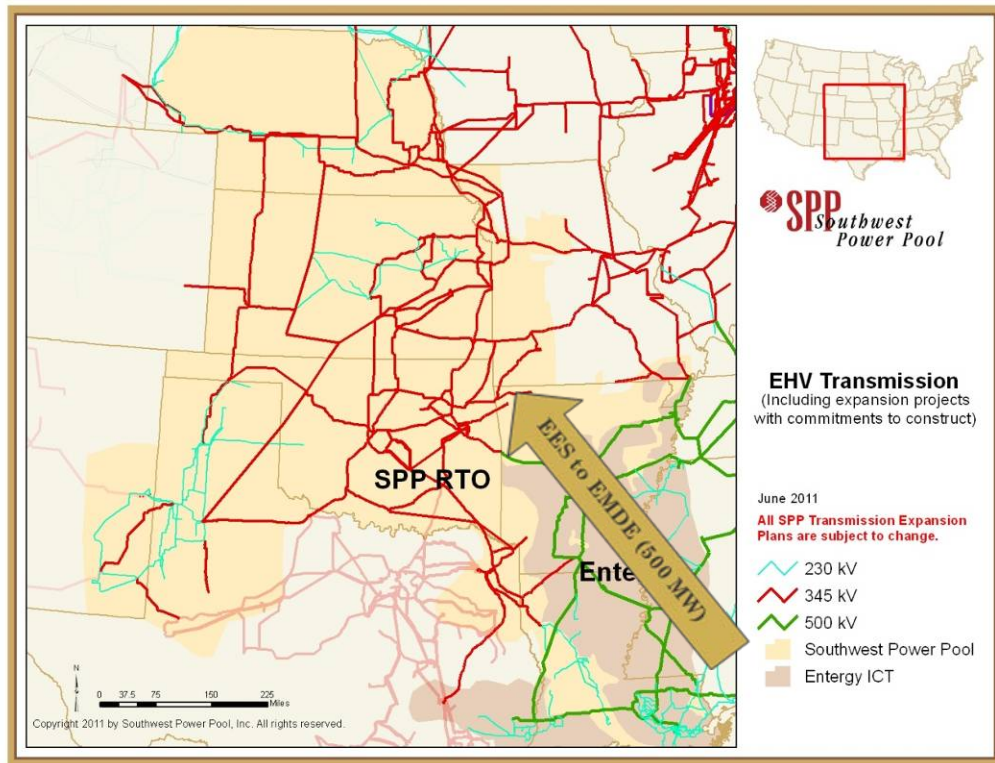 SPP RTO
EES to EMDE (500 MW)
Ente
N
0 37.5 75 150 225
Miles
Copyright 2011 by Southwest Power Pool, Inc. All rights reserved.
SPP Southwest
Power Pool
EHV Transmission
(Including expansion projects
with commitments to construct)
June 2011
All SPP Transmission Expansion
Plans are subject to change.
230 kV
345 kV
500 kV
Southwest Power Pool
Entergy ICT